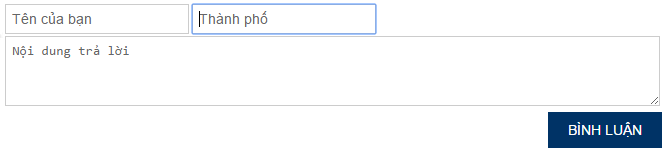 Tên của bạn Thành phố
Nội dung trả lời
BÌNH LUẬN